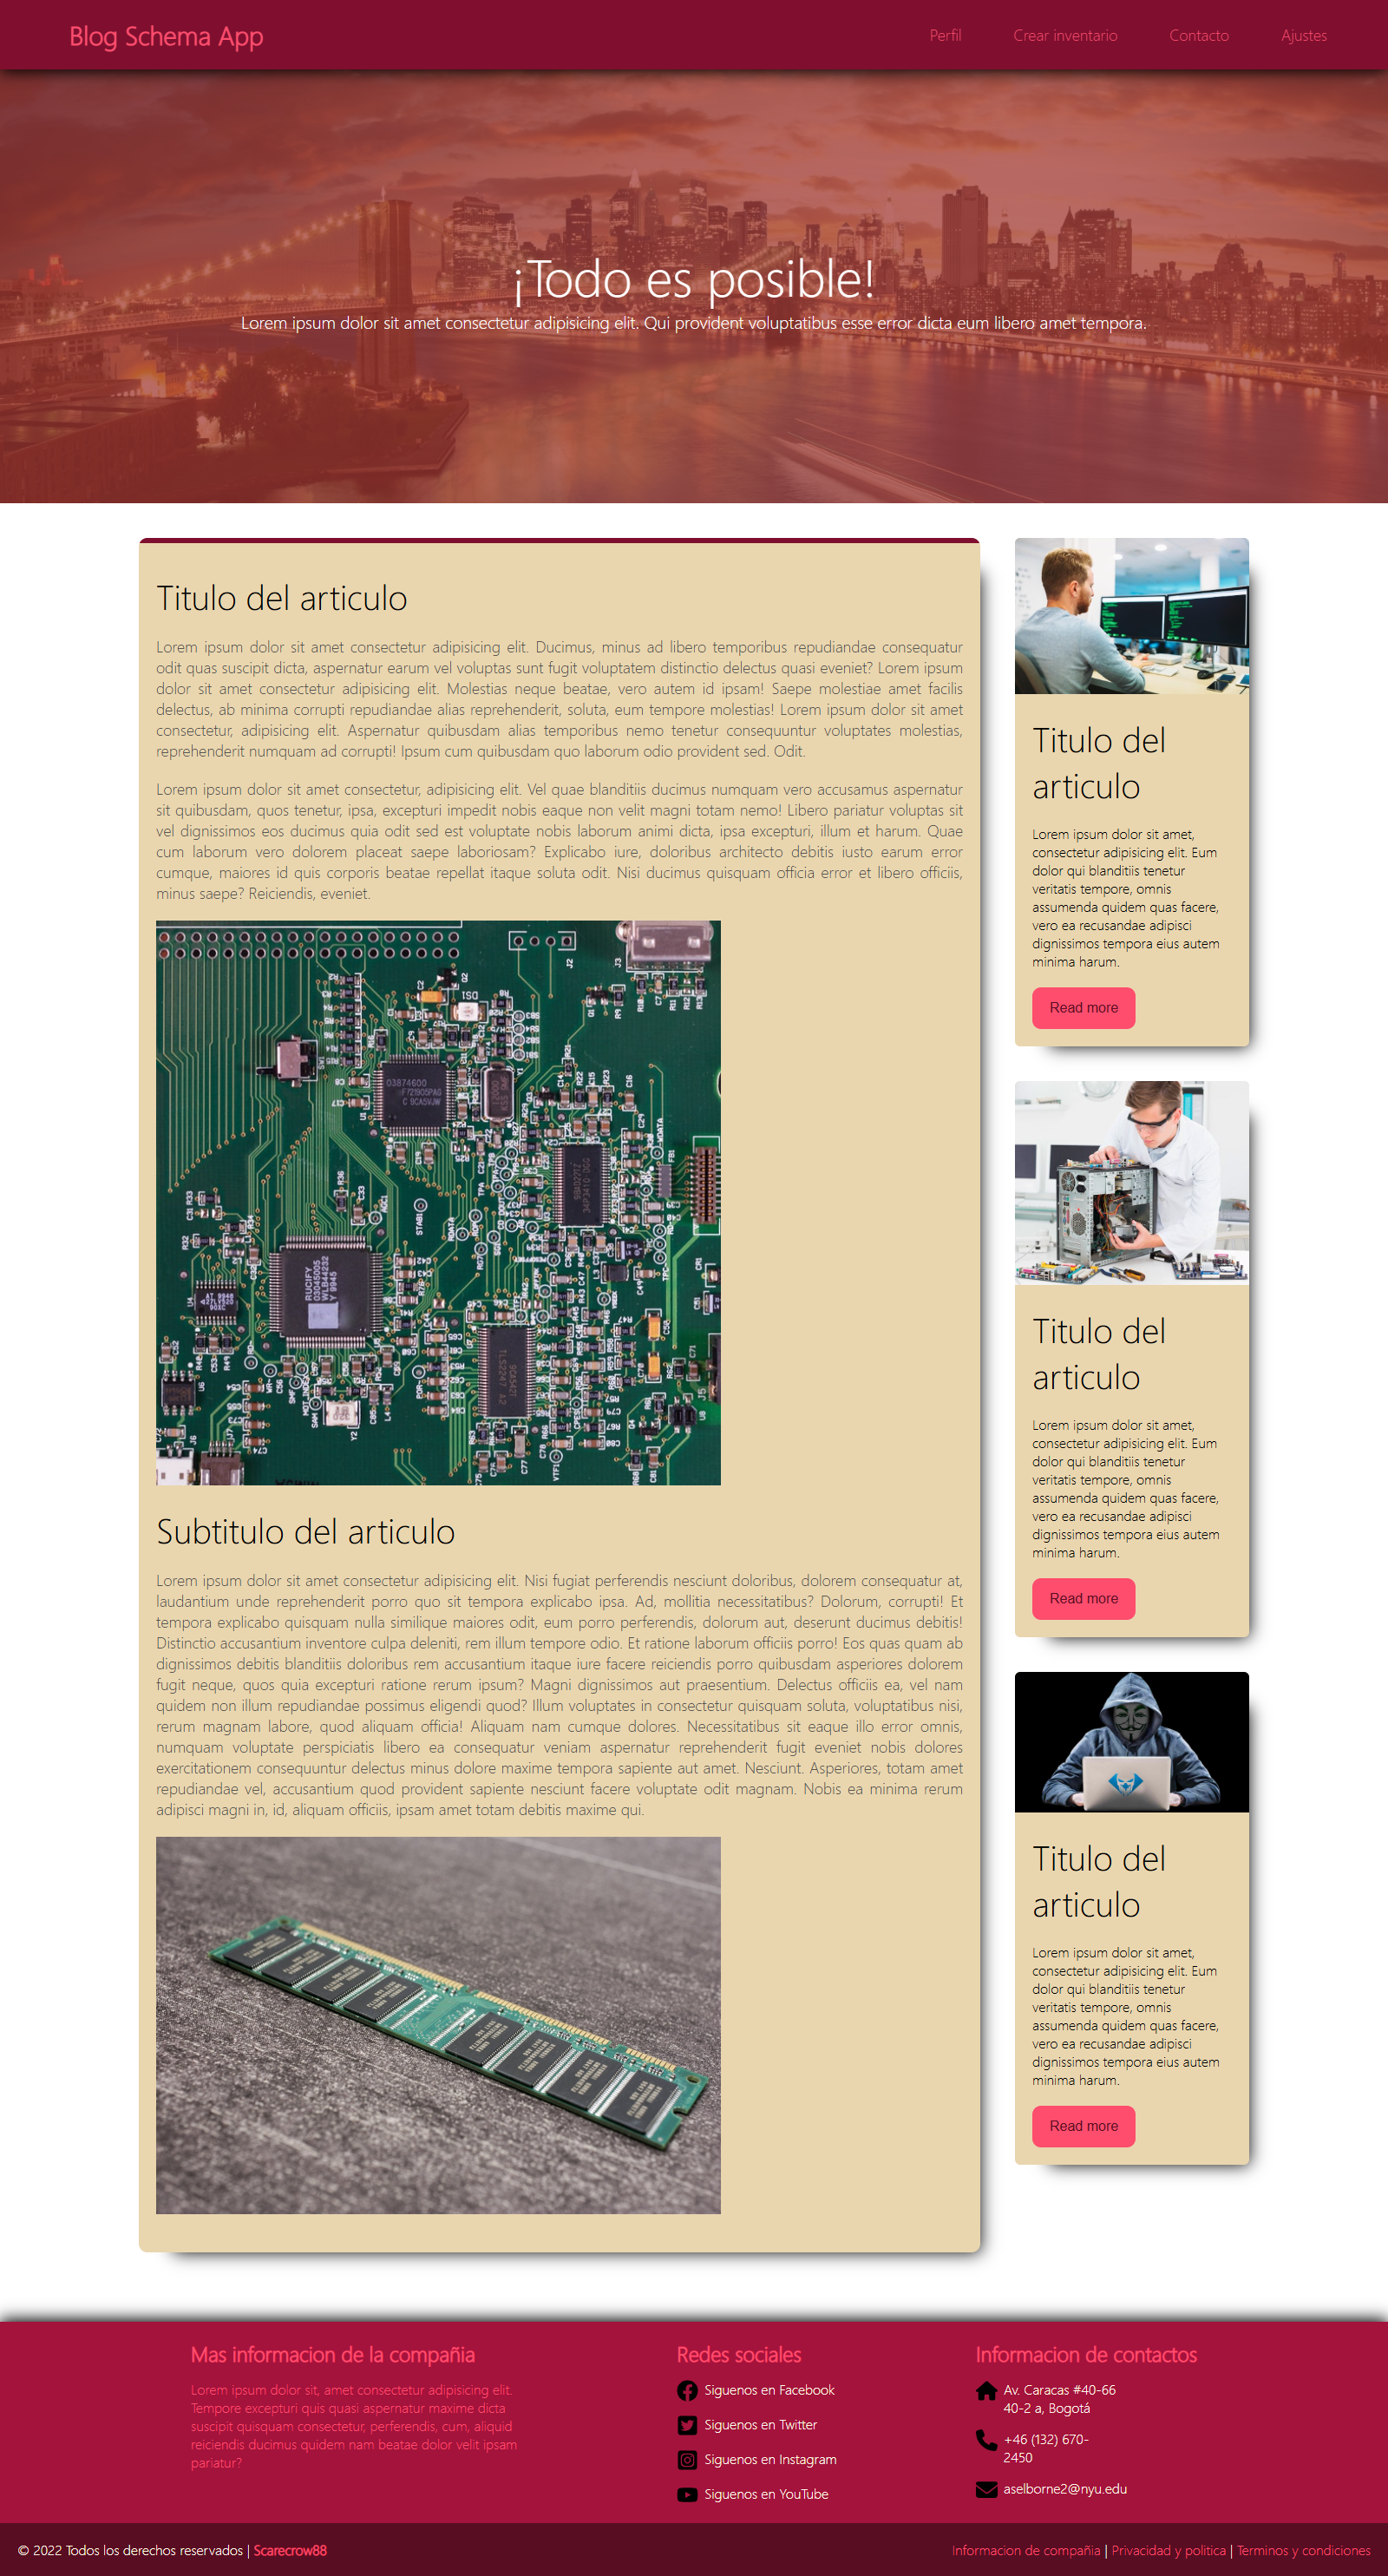 Blog Schema App
Perfil
Crear inventario
Contacto
Ajustes
¡Todo es posible!
Lorem ipsum dolor sit amet consectetur adipisicing elit. Qui provident voluptatibus esse error dicta eum libero amet tempora.
Titulo del articulo
Lorem ipsum dolor sit amet consectetur adipisicing elit. Ducimus, minus ad libero temporibus repudiandae consequatur
odit quas suscipit dicta, aspernatur earum vel voluptas sunt fugit voluptatem distinctio delectus quasi eveniet? Lorem ipsum
dolor sit amet consectetur adipisicing elit. Molestias neque beatae, vero autem id ipsam! Saepe molestiae amet facilis
delectus, ab minima corrupti repudiandae alias reprehenderit, soluta, eum tempore molestias! Lorem ipsum dolor sit amet
consectetur, adipisicing elit. Aspernatur quibusdam alias temporibus nemo tenetur consequuntur voluptates molestias,
reprehenderit numquam ad corrupti! Ipsum cum quibusdam quo laborum odio provident sed. Odit.
Lorem ipsum dolor sit amet consectetur, adipisicing elit. Vel quae blanditiis ducimus numquam vero accusamus aspernatur
sit quibusdam, quos tenetur, ipsa, excepturi impedit nobis eaque non velit magni totam nemo! Libero pariatur voluptas sit
vel dignissimos eos ducimus quia odit sed est voluptate nobis laborum animi dicta, ipsa excepturi, illum et harum. Quae
cum laborum vero dolorem placeat saepe laboriosam? Explicabo iure, doloribus architecto debitis iusto earum error
cumque, maiores id quis corporis beatae repellat itaque soluta odit. Nisi ducimus quisquam officia error et libero officiis,
minus saepe? Reiciendis, eveniet.
Subtitulo del articulo
Lorem ipsum dolor sit amet consectetur adipisicing elit. Nisi fugiat perferendis nesciunt doloribus, dolorem consequatur at,
laudantium unde reprehenderit porro quo sit tempora explicabo ipsa. Ad, mollitia necessitatibus? Dolorum, corrupti! Et
tempora explicabo quisquam nulla similique maiores odit, eum porro perferendis, dolorum aut, deserunt ducimus debitis!
Distinctio accusantium inventore culpa deleniti, rem illum tempore odio. Et ratione laborum officiis porro! Eos quas quam ab
dignissimos debitis blanditiis doloribus rem accusantium itaque iure facere reiciendis porro quibusdam asperiores dolorem
fugit neque, quos quia excepturi ratione rerum ipsum? Magni dignissimos aut praesentium. Delectus officiis ea, vel nam
quidem non illum repudiandae possimus eligendi quod? Illum voluptates in consectetur quisquam soluta, voluptatibus nisi,
rerum magnam labore, quod aliquam officia! Aliquam nam cumque dolores. Necessitatibus sit eaque illo error omnis,
numquam voluptate perspiciatis libero ea consequatur veniam aspernatur reprehenderit fugit eveniet nobis dolores
exercitationem consequuntur delectus minus dolore maxime tempora sapiente aut amet. Nesciunt. Asperiores, totam amet
repudiandae vel, accusantium quod provident sapiente nesciunt facere voluptate odit magnam. Nobis ea minima rerum
adipisci magni in, id, aliquam officiis, ipsam amet totam debitis maxime qui.
Titulo del
articulo
Lorem ipsum dolor sit amet,
consectetur adipisicing elit. Eum
dolor qui blanditiis tenetur
veritatis tempore, omnis
assumenda quidem quas facere,
vero ea recusandae adipisci
dignissimos tempora eius autem
minima harum.
Read more
Titulo del
articulo
Lorem ipsum dolor sit amet,
consectetur adipisicing elit. Eum
dolor qui blanditiis tenetur
veritatis tempore, omnis
assumenda quidem quas facere,
vero ea recusandae adipisci
dignissimos tempora eius autem
minima harum.
Read more
Titulo del
articulo
Lorem ipsum dolor sit amet,
consectetur adipisicing elit. Eum
dolor qui blanditiis tenetur
veritatis tempore, omnis
assumenda quidem quas facere,
vero ea recusandae adipisci
dignissimos tempora eius autem
minima harum.
Read more
Mas informacion de la compañia
Lorem ipsum dolor sit, amet consectetur adipisicing elit.
Tempore excepturi quis quasi aspernatur maxime dicta
suscipit quisquam consectetur, perferendis, cum, aliquid
reiciendis ducimus quidem nam beatae dolor velit ipsam
pariatur?
Redes sociales
Siguenos en Facebook
Siguenos en Twitter
Siguenos en Instagram
Siguenos en YouTube
Informacion de contactos
Av. Caracas #40-66
40-2 a, Bogotá
+46 (132) 670-
2450
aselborne2@nyu.edu
© 2022 Todos los derechos reservados | Scarecrow88
Informacion de compañia | Privacidad y politica | Terminos y condiciones